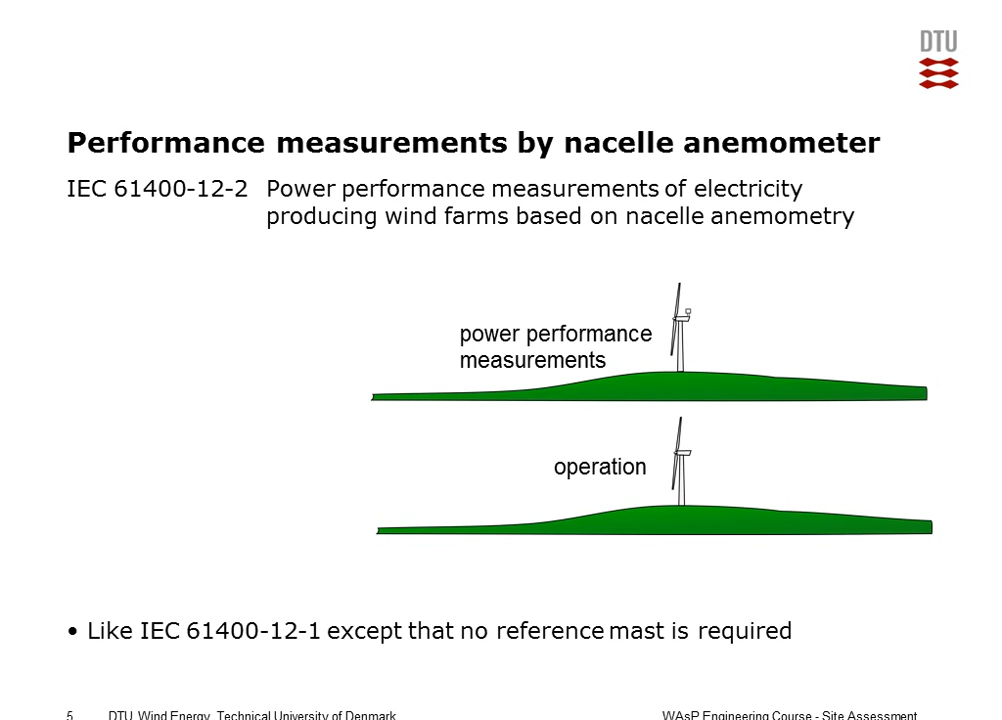 DTU
Performance measurements by nacelle anemometer
IEC 61400-12-2 Power performance measurements of electricity
producing wind farms based on nacelle anemometry
power performance
measurements
operation
• Like IEC 61400-12-1 except that no reference mast is required
5 DTU Wind Energy, Technical University of Denmark WAsP Engineering Course - Site Assessment